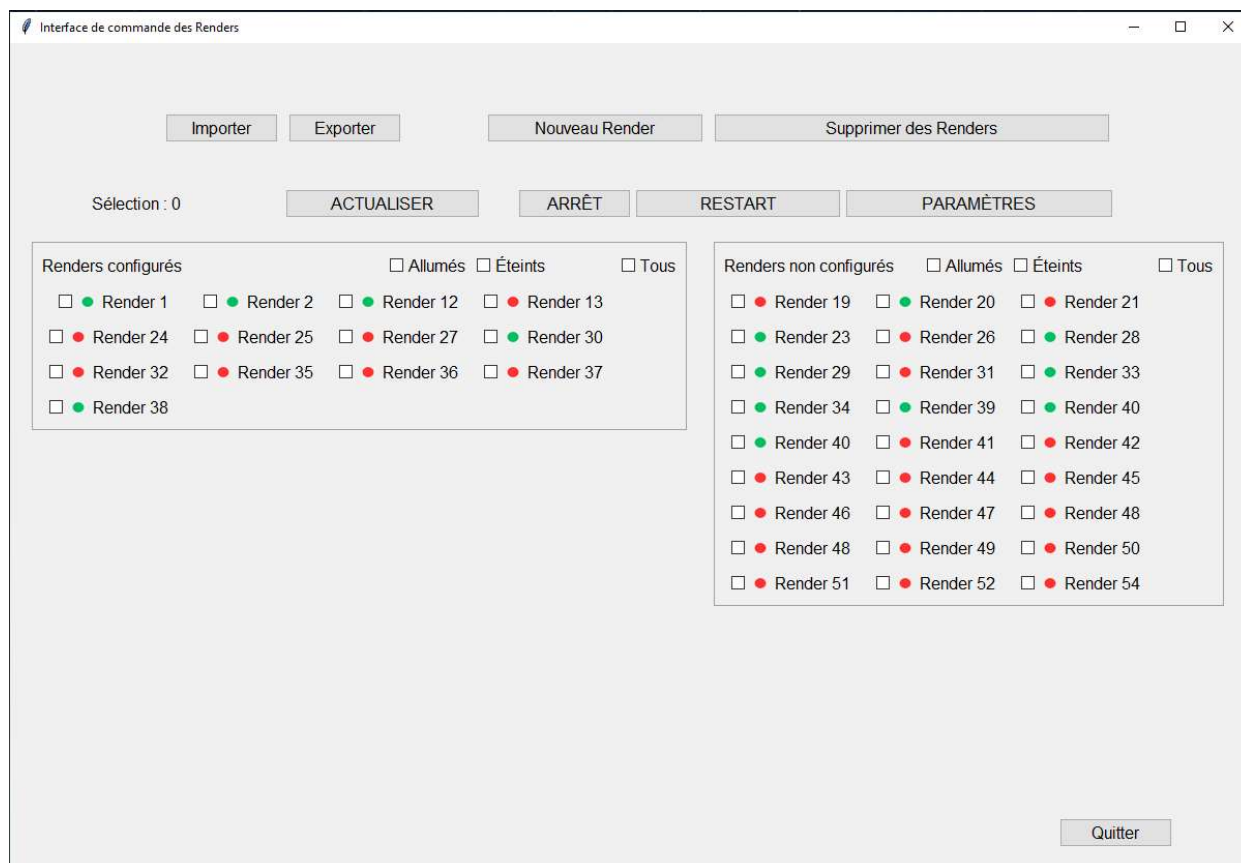 Interface de commande des Renders
Importer Exporter Nouveau Render Supprimer des Renders
Sélection : 0 ACTUALISER ARRÊT RESTART PARAMÈTRES
Renders configurés Allumés Éteints Tous
Render 1 Render 2 Render 12 Render 13
Render 24 Render 25 Render 27 Render 30
Render 32 Render 35 Render 36 Render 37
Render 38
Renders non configurés Allumés Éteints Tous
Render 19 Render 20 Render 21
Render 23 Render 26 Render 28
Render 29 Render 31 Render 33
Render 34 Render 39 Render 40
Render 40 Render 41 Render 42
Render 43 Render 44 Render 45
Render 46 Render 47 Render 48
Render 48 Render 49 Render 50
Render 51 Render 52 Render 54
Quitter